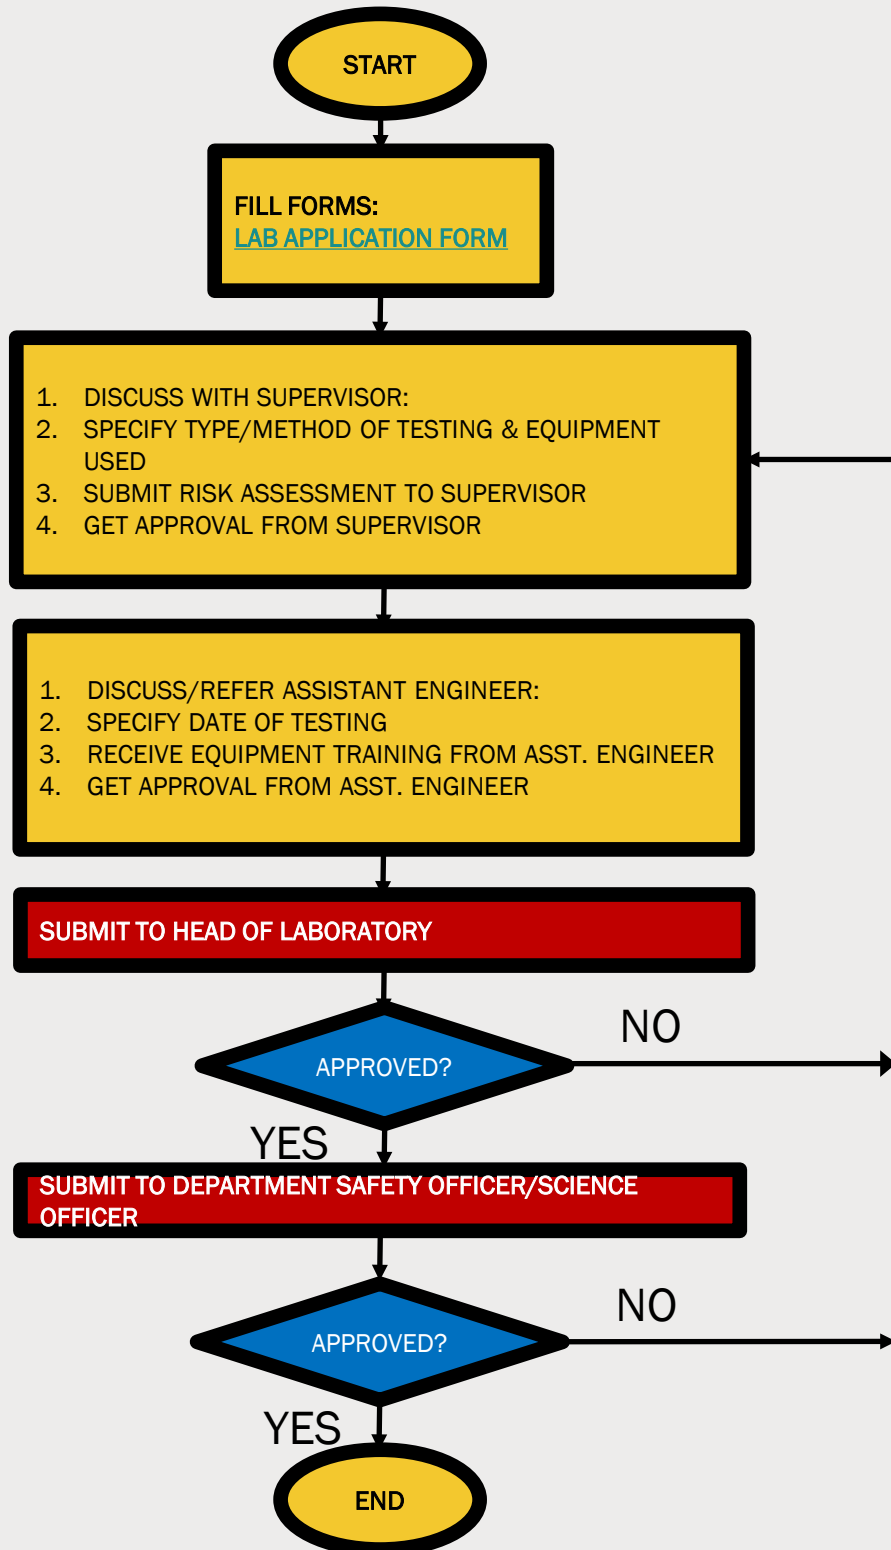 START
FILL FORMS:
LAB APPLICATION FORM
1. DISCUSS WITH SUPERVISOR:
2. SPECIFY TYPE/METHOD OF TESTING & EQUIPMENT
USED
3. SUBMIT RISK ASSESSMENT TO SUPERVISOR
4. GET APPROVAL FROM SUPERVISOR
1. DISCUSS/REFER ASSISTANT ENGINEER:
2. SPECIFY DATE OF TESTING
3. RECEIVE EQUIPMENT TRAINING FROM ASST. ENGINEER
4. GET APPROVAL FROM ASST. ENGINEER
SUBMIT TO HEAD OF LABORATORY
NO
APPROVED?
YES
SUBMIT TO DEPARTMENT SAFETY OFFICER/SCIENCE
OFFICER
NO
APPROVED?
YES
END